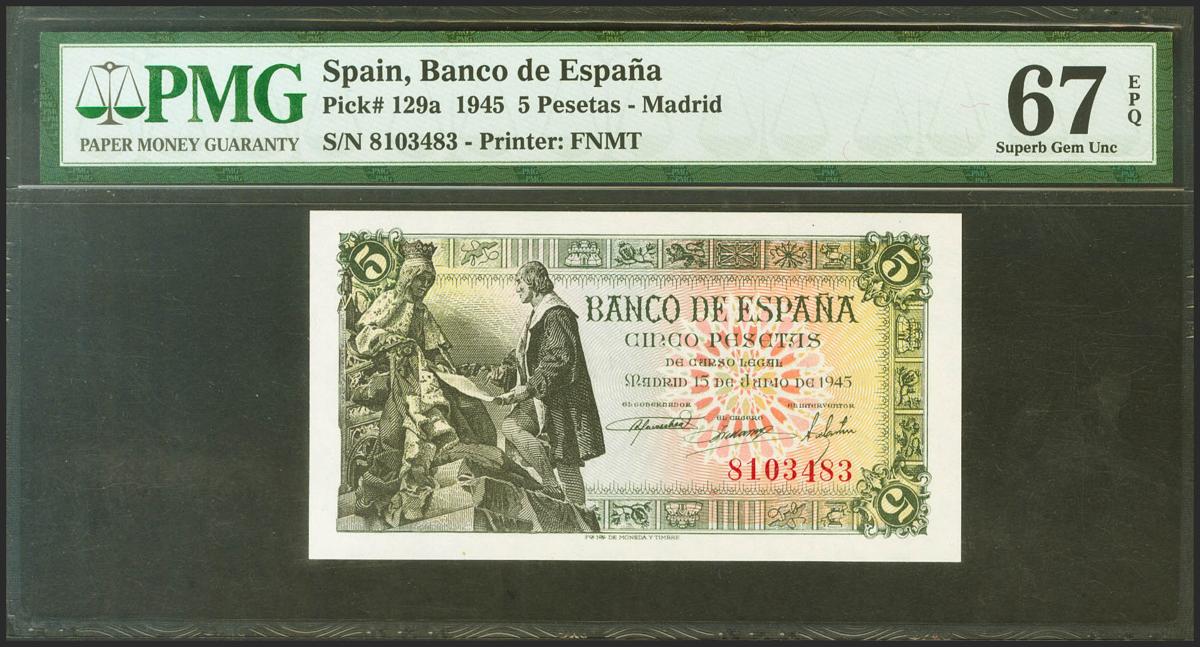 PMG
PAPER MONEY GUARANTY
Spain, Banco de España
Pick# 129a 1945 5 Pesetas - Madrid
S/N 8103483 - Printer: FNMT
67
EPQ
Superb Gem Unc
5
5
BANCO DE ESPAÑA
CINCO PESETAS
DE CURSO LEGAL
MADRID 15 DE JUNIO DE 1945
EL GOBERNADOR
EL CAJERO
EL INTERVENTOR
8103483
5
DE MONEDA Y TIMBRE